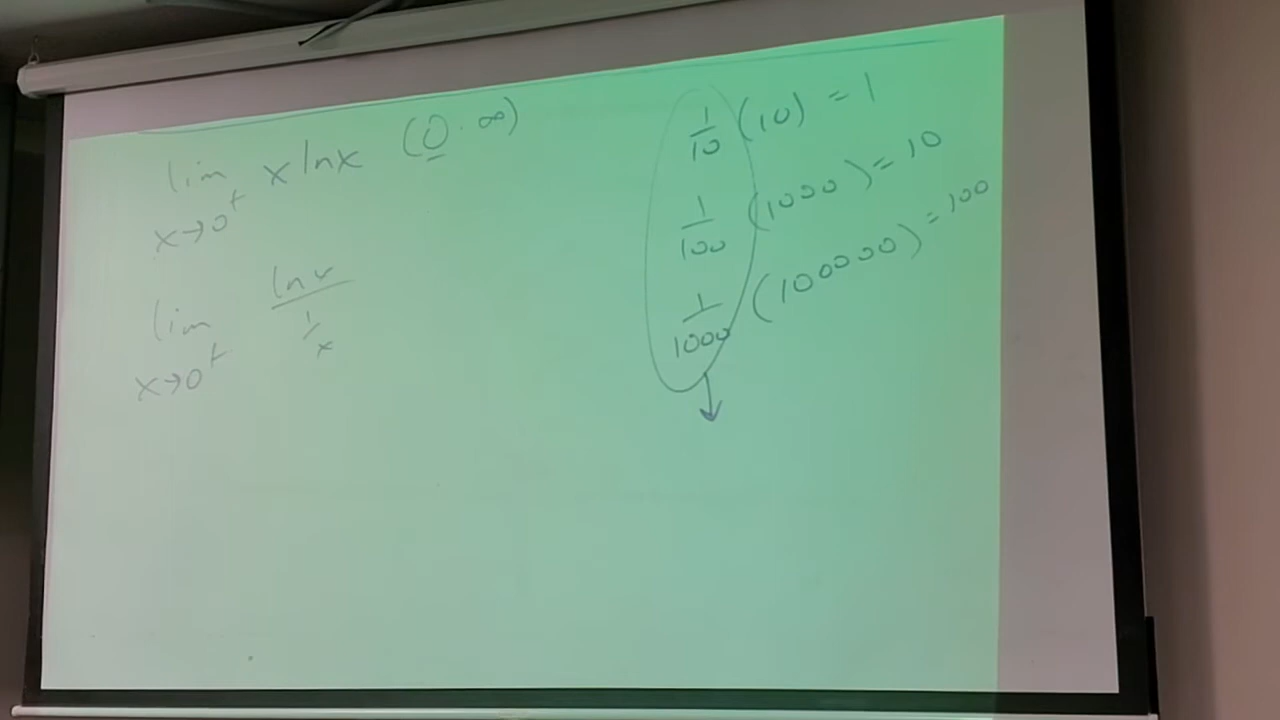 lim x→0⁺ x ln x (0 · ∞)
lim x→0⁺ ln x / (1/x)
1/10 (10) = 1
1/100 (1000) = 10
1/1000 (100000) = 100